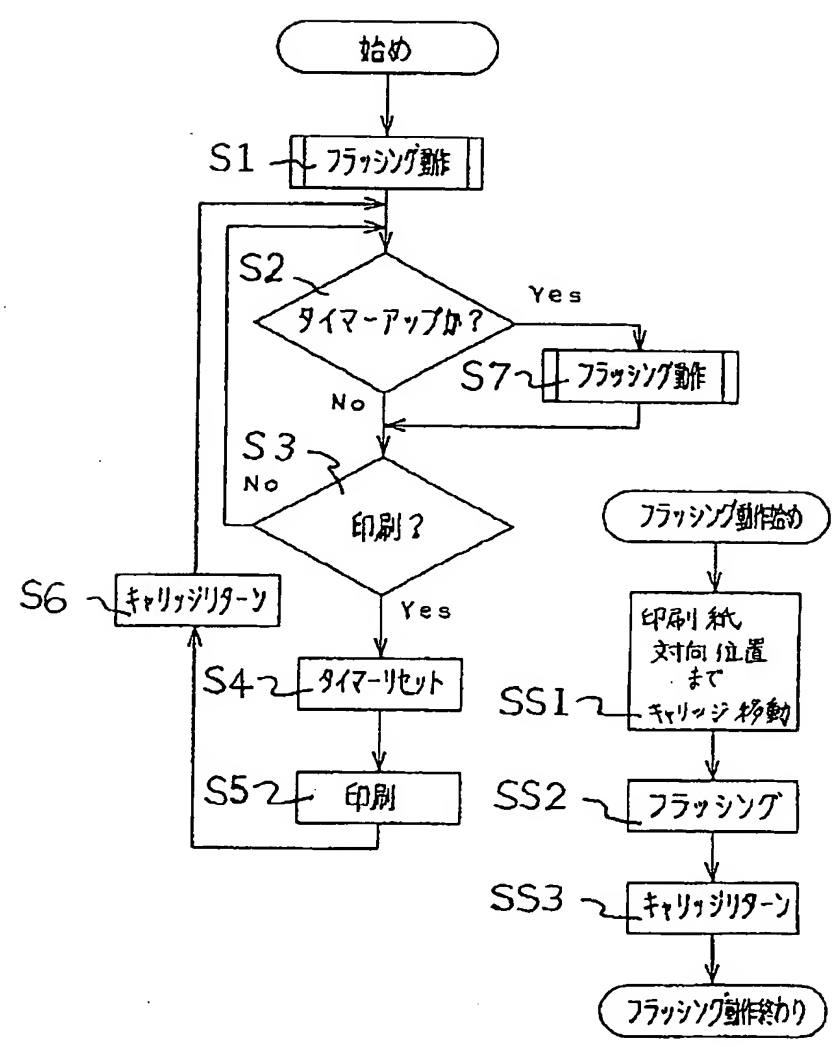 始め
S1
フラッシング動作
S2
タイマーアップか?
Yes
S7
フラッシング動作
No
S3
No
印刷?
Yes
S6
キャリッジリターン
S4
タイマーリセット
S5
印刷
フラッシング動作始め
印刷紙
対向位置
まで
キャリッジ移動
SS1
SS2
フラッシング
SS3
キャリッジリターン
フラッシング動作終わり